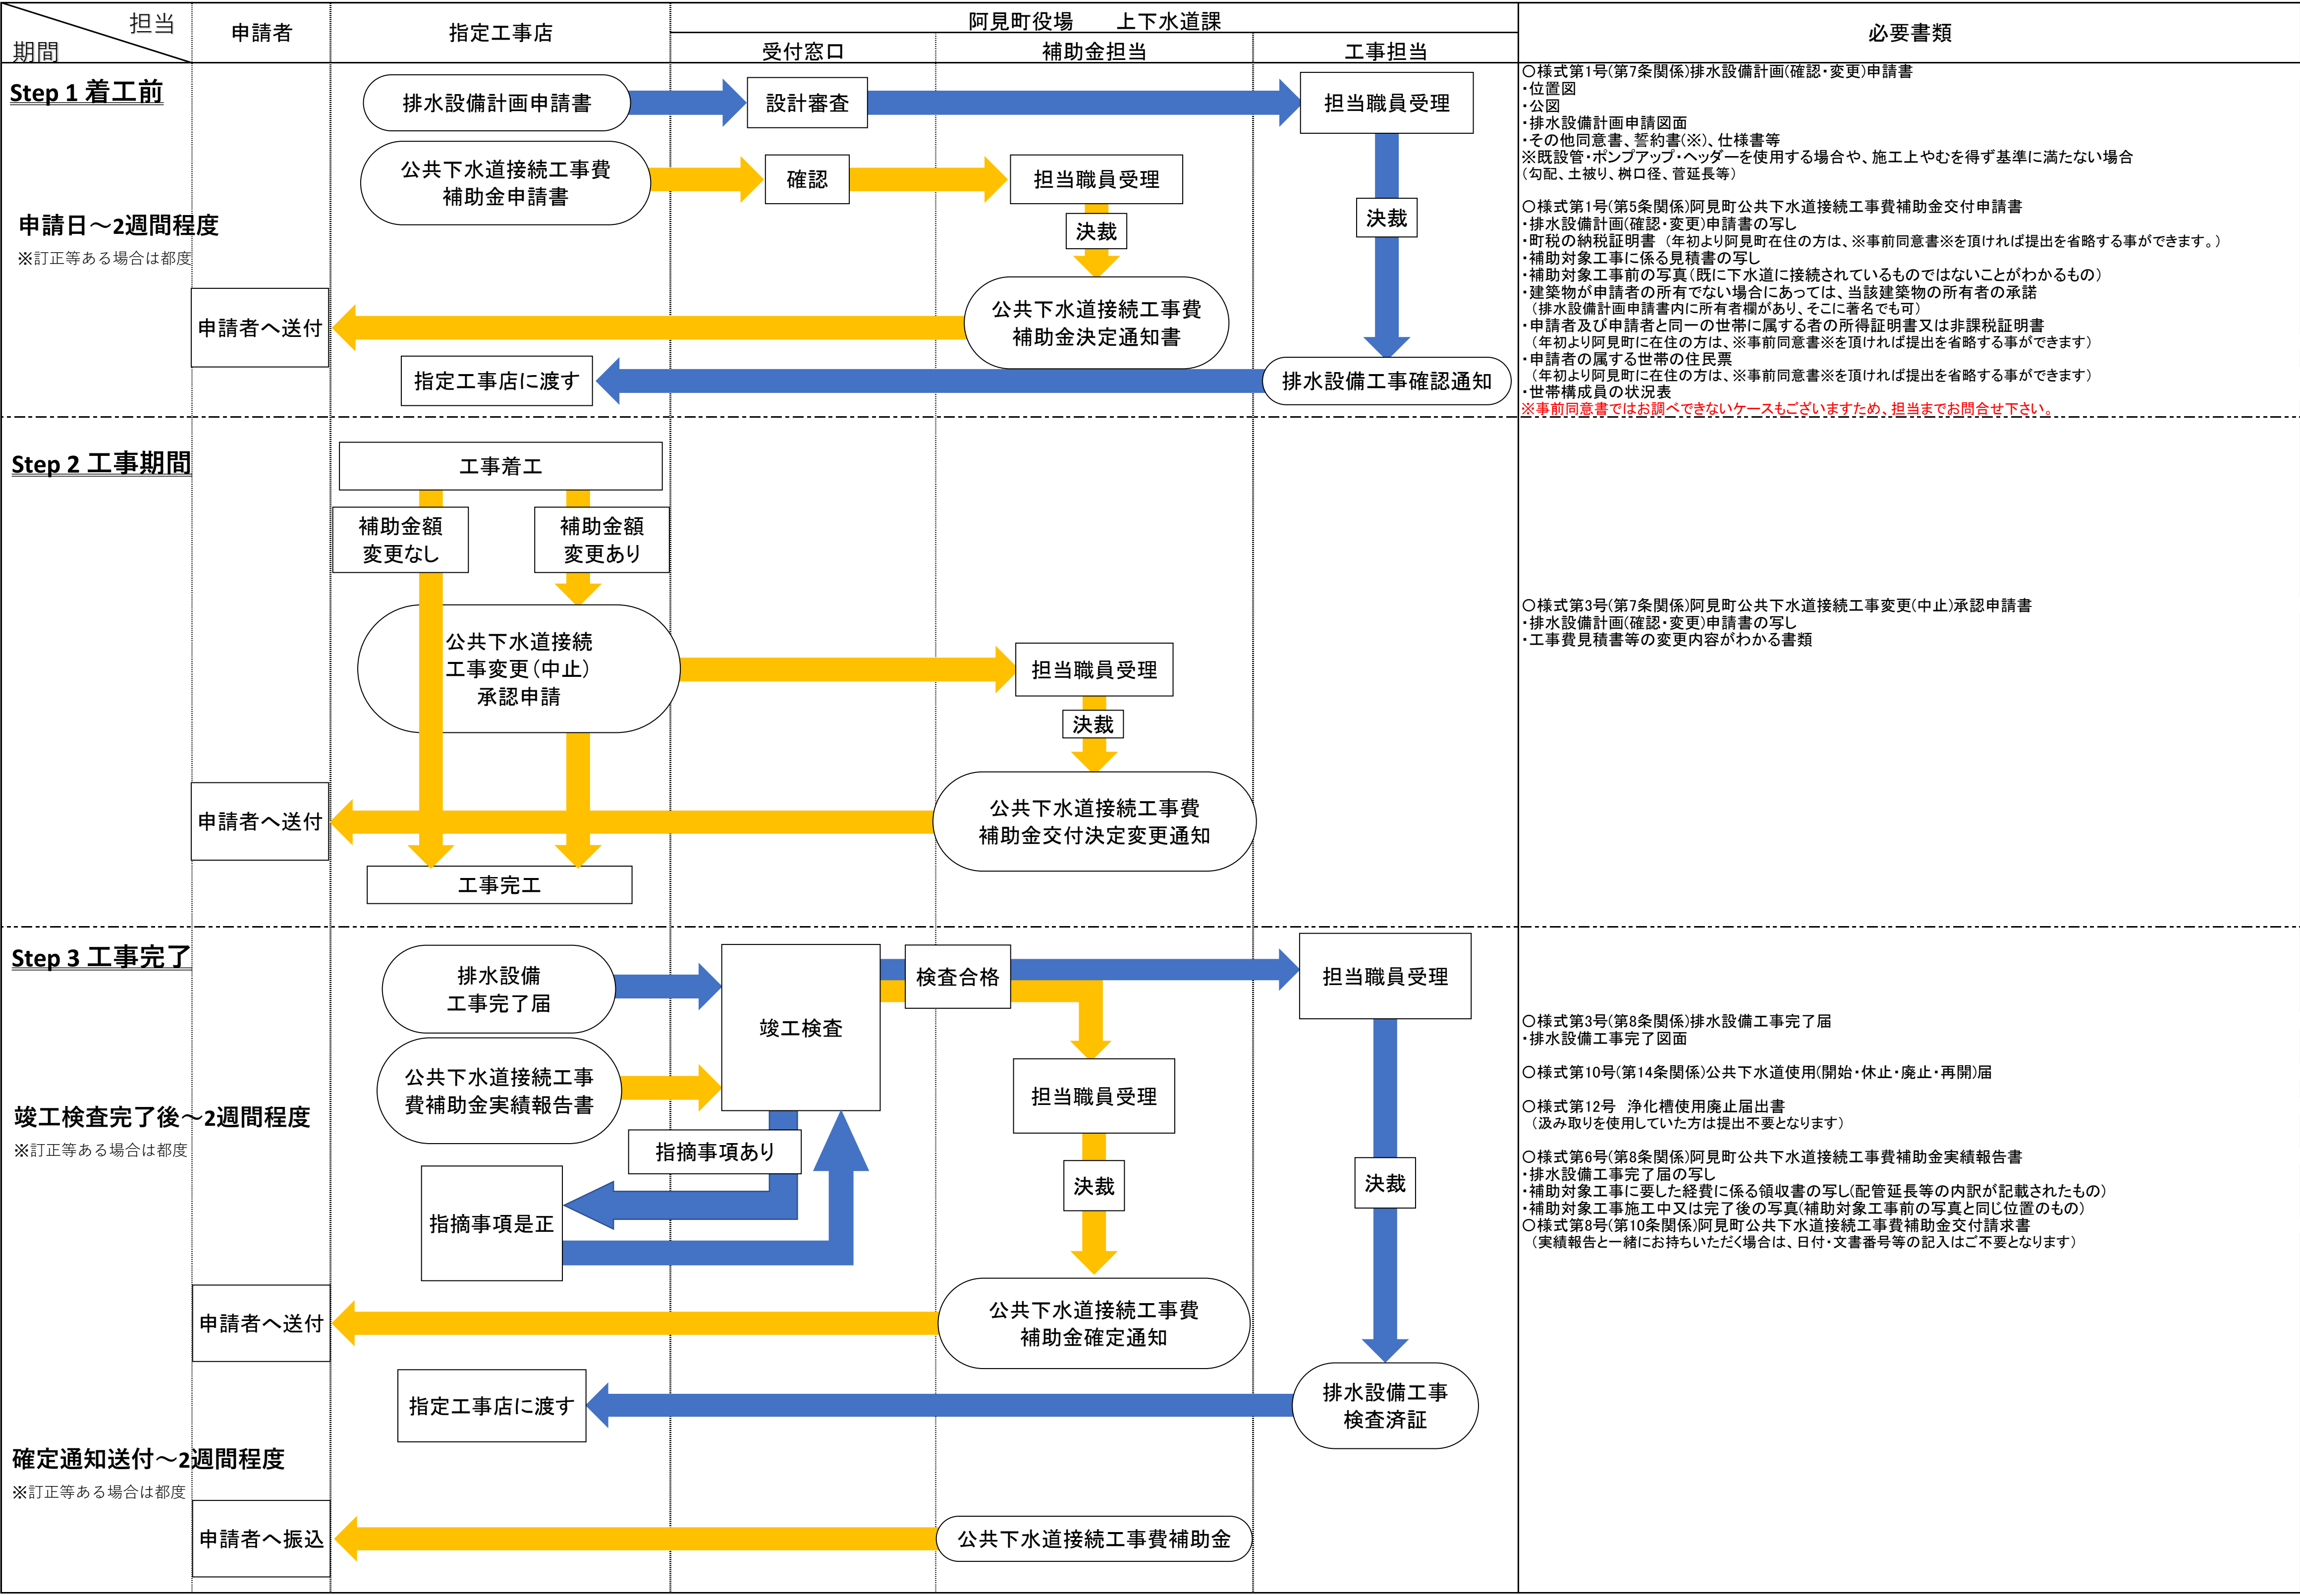 担当
期間
申請者
指定工事店
阿見町役場　　上下水道課
受付窓口
補助金担当
工事担当
必要書類
Step 1 着工前
申請日～2週間程度
※訂正等ある場合は都度
排水設備計画申請書
設計審査
担当職員受理
公共下水道接続工事費
補助金申請書
確認
担当職員受理
決裁
決裁
公共下水道接続工事費
補助金決定通知書
申請者へ送付
排水設備工事確認通知
指定工事店に渡す
○様式第1号(第7条関係)排水設備計画(確認・変更)申請書
・位置図
・公図
・排水設備計画申請図面
・その他同意書、誓約書(※)、仕様書等
※既設管・ポンプアップ・ヘッダーを使用する場合や、施工上やむを得ず基準に満たない場合
(勾配、土被り、桝口径、菅延長等)
○様式第1号(第5条関係)阿見町公共下水道接続工事費補助金交付申請書
・排水設備計画(確認・変更)申請書の写し
・町税の納税証明書（年初より阿見町在住の方は、※事前同意書※を頂ければ提出を省略する事ができます。）
・補助対象工事に係る見積書の写し
・補助対象工事前の写真（既に下水道に接続されているものではないことがわかるもの）
・建築物が申請者の所有でない場合にあっては、当該建築物の所有者の承諾
（排水設備計画申請書内に所有者欄があり、そこに著名でも可）
・申請者及び申請者と同一の世帯に属する者の所得証明書又は非課税証明書
（年初より阿見町に在住の方は、※事前同意書※を頂ければ提出を省略する事ができます）
・申請者の属する世帯の住民票
（年初より阿見町に在住の方は、※事前同意書※を頂ければ提出を省略する事ができます）
・世帯構成員の状況表
※事前同意書ではお調べできないケースもございますため、担当までお問合せ下さい。
Step 2 工事期間
工事着工
補助金額
変更なし
補助金額
変更あり
公共下水道接続
工事変更（中止）
承認申請
担当職員受理
決裁
公共下水道接続工事費
補助金交付決定変更通知
申請者へ送付
工事完工
○様式第3号(第7条関係)阿見町公共下水道接続工事変更(中止)承認申請書
・排水設備計画(確認・変更)申請書の写し
・工事費見積書等の変更内容がわかる書類
Step 3 工事完了
排水設備
工事完了届
竣工検査
検査合格
担当職員受理
公共下水道接続工事
費補助金実績報告書
担当職員受理
竣工検査完了後～2週間程度
※訂正等ある場合は都度
指摘事項あり
指摘事項是正
決裁
決裁
公共下水道接続工事費
補助金確定通知
申請者へ送付
排水設備工事
検査済証
指定工事店に渡す
確定通知送付～2週間程度
※訂正等ある場合は都度
申請者へ振込
公共下水道接続工事費補助金
○様式第3号(第8条関係)排水設備工事完了届
・排水設備工事完了図面
○様式第10号(第14条関係)公共下水道使用(開始・休止・廃止・再開)届
○様式第12号　浄化槽使用廃止届出書
（汲み取りを使用していた方は提出不要となります）
○様式第6号(第8条関係)阿見町公共下水道接続工事費補助金実績報告書
・排水設備工事完了届の写し
・補助対象工事に要した経費に係る領収書の写し(配管延長等の内訳が記載されたもの)
・補助対象工事施工中又は完了後の写真(補助対象工事前の写真と同じ位置のもの)
○様式第8号(第10条関係)阿見町公共下水道接続工事費補助金交付請求書
（実績報告と一緒にお持ちいただく場合は、日付・文書番号等の記入はご不要となります）